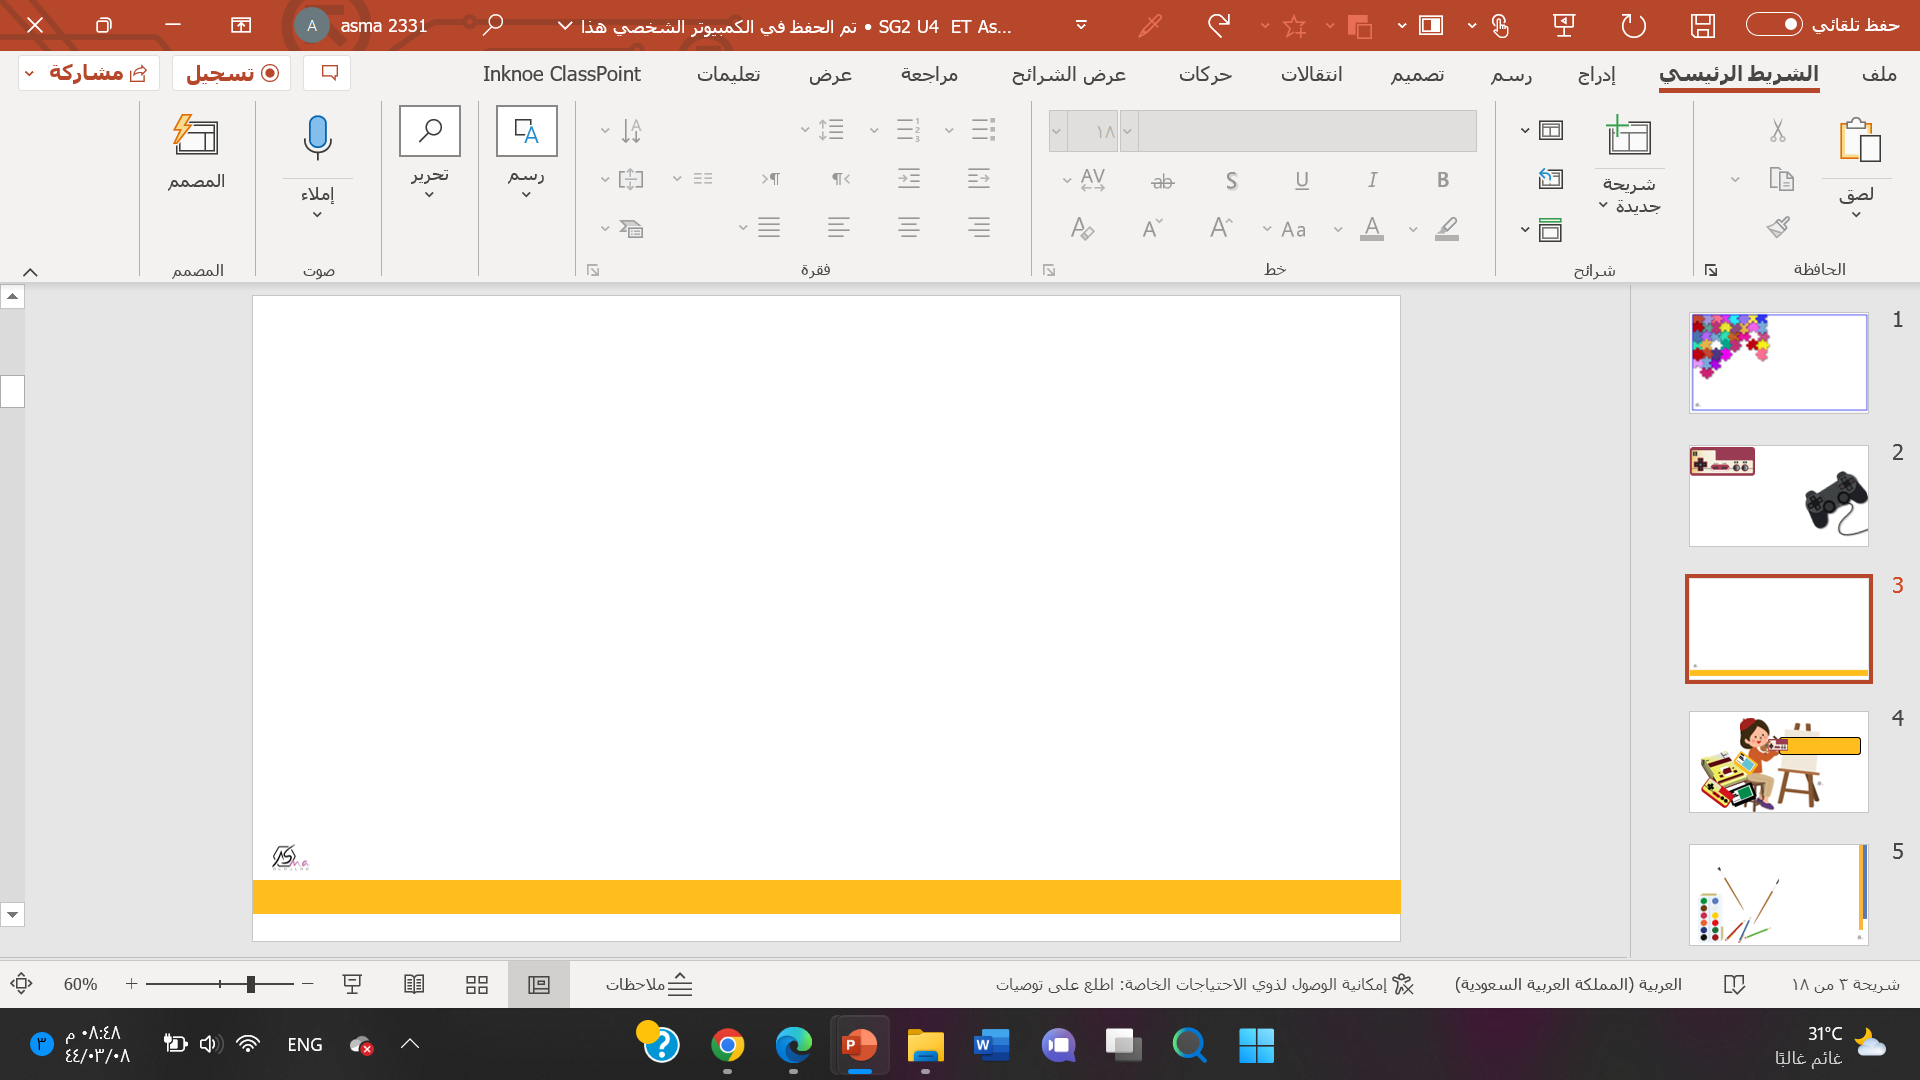 حفظ تلقائي
SG2 U4 ET As... • تم الحفظ في الكمبيوتر الشخصي هذا
asma 2331
A
ملف
الشريط الرئيسي
إدراج
رسم
تصميم
انتقالات
حركات
عرض الشرائح
مراجعة
عرض
تعليمات
Inknoe ClassPoint
تسجيل
مشاركة
لصق
شريحة جديدة
١٨
رسم
تحرير
إملاء
المصمم
الحافظة
شرائح
خط
فقرة
صوت
المصمم
1
2
3
4
5
شريحة ٣ من ١٨
العربية (المملكة العربية السعودية)
إمكانية الوصول لذوي الاحتياجات الخاصة: اطلع على توصيات
ملاحظات
60%
31°C
غائم غالبًا
ENG
٠٨:٤٨ م
٤٤/٠٣/٠٨
٣